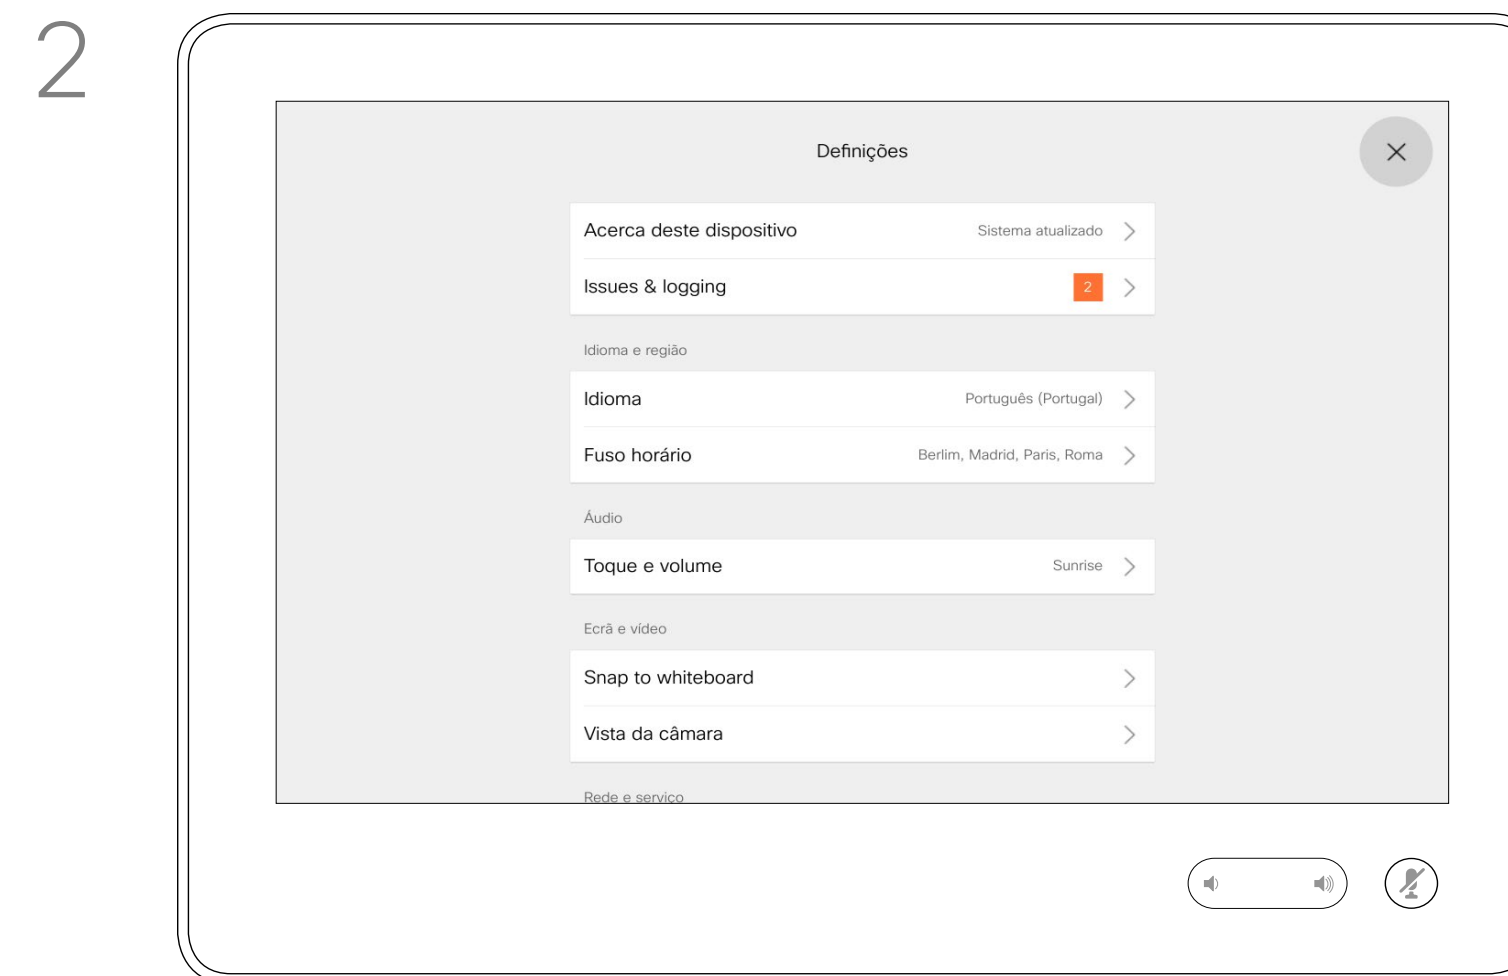 2
Definições
Acerca deste dispositivo Sistema atualizado
Issues & logging 2
Idioma e região
Idioma Português (Portugal)
Fuso horário Berlim, Madrid, Paris, Roma
Áudio
Toque e volume Sunrise
Ecrã e vídeo
Snap to whiteboard
Vista da câmara
Rede e serviço